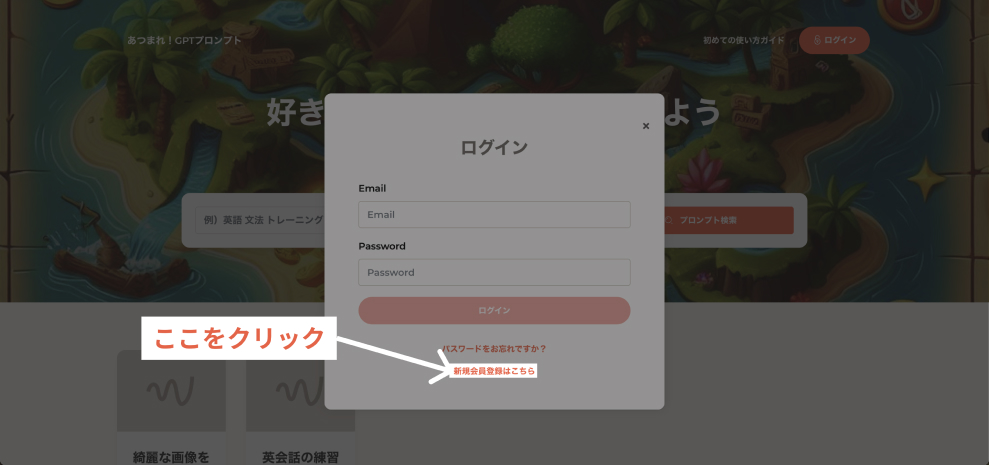 あつまれ！GPTプロンプト
初めての使い方ガイド
ログイン
好き
よう
×
ログイン
Email
Email
例）英語 文法 トレーニング
プロンプト検索
Password
Password
ログイン
ここをクリック
パスワードをお忘れですか？
新規会員登録はこちら
綺麗な画像を
英会話の練習